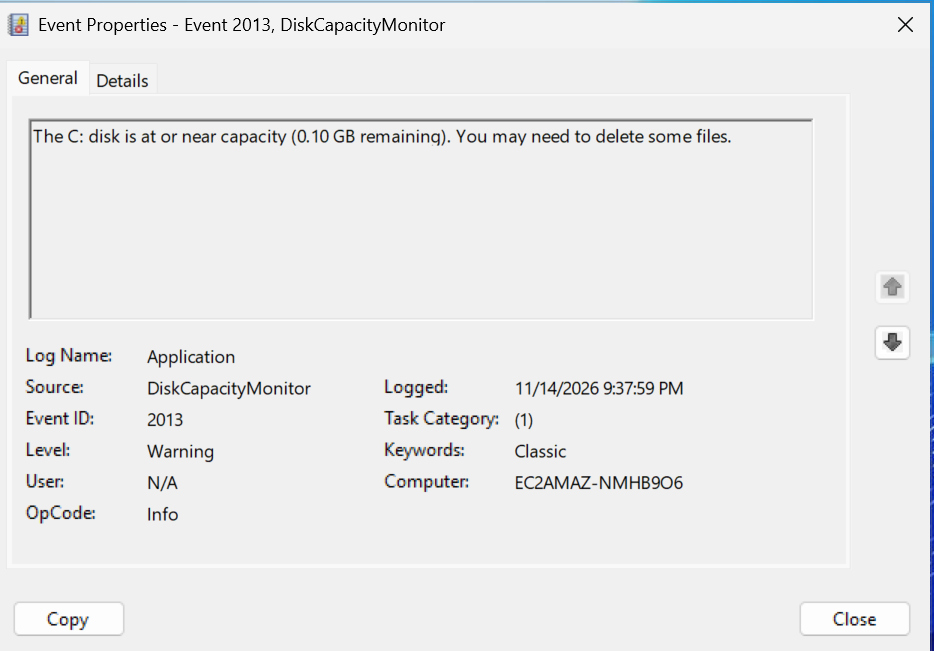 Event Properties - Event 2013, DiskCapacityMonitor
General
Details
The C: disk is at or near capacity (0.10 GB remaining). You may need to delete some files.
Log Name: Application
Source: DiskCapacityMonitor Logged: 11/14/2026 9:37:59 PM
Event ID: 2013 Task Category: (1)
Level: Warning Keywords: Classic
User: N/A Computer: EC2AMAZ-NMHB9O6
OpCode: Info
Copy
Close